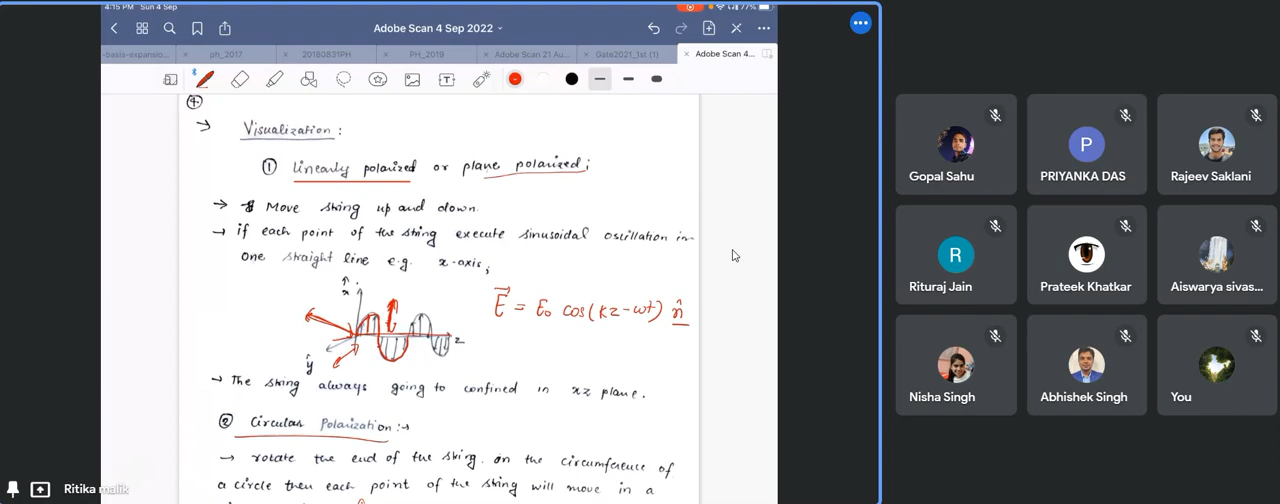 4:15 PM Sun 4 Sep
77%
Adobe Scan 4 Sep 2022
-basis-expansio...
ph_2017
20180831PH
PH_2019
Adobe Scan 21 Au...
Gate2021_1st (1)
Adobe Scan 4...
4
→ Visualization :
① linearly polarized or plane polarized;
→ Move string up and down.
→ if each point of the string execute sinusoidal oscillation in
one straight line e.g. x-axis;
x̂
E⃗ = E₀ cos(kz-ωt) n̂
z
ŷ
→ The string always going to confined in xz plane.
② Circular Polarization :→
→ rotate the end of the string on the circumference of
a circle then each point of the string will move in a
Gopal Sahu
P
PRIYANKA DAS
Rajeev Saklani
R
Rituraj Jain
Prateek Khatkar
Aiswarya sivas...
Nisha Singh
Abhishek Singh
You
Ritika malik